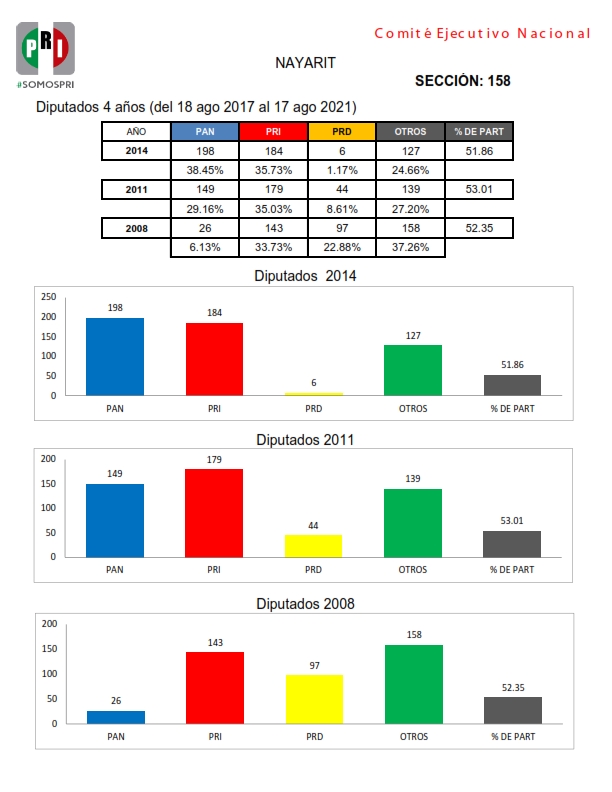 Comité Ejecutivo Nacional
PRI
#SOMOSPRI
NAYARIT
SECCIÓN: 158
Diputados 4 años (del 18 ago 2017 al 17 ago 2021)
AÑO PAN PRI PRD OTROS % DE PART
2014 198 184 6 127 51.86
38.45% 35.73% 1.17% 24.66%
2011 149 179 44 139 53.01
29.16% 35.03% 8.61% 27.20%
2008 26 143 97 158 52.35
6.13% 33.73% 22.88% 37.26%
Diputados 2014
250
200
150
100
50
0
198 184 6 127 51.86
PAN PRI PRD OTROS % DE PART
Diputados 2011
200
150
100
50
0
149 179 44 139 53.01
PAN PRI PRD OTROS % DE PART
Diputados 2008
200
150
100
50
0
26 143 97 158 52.35
PAN PRI PRD OTROS % DE PART